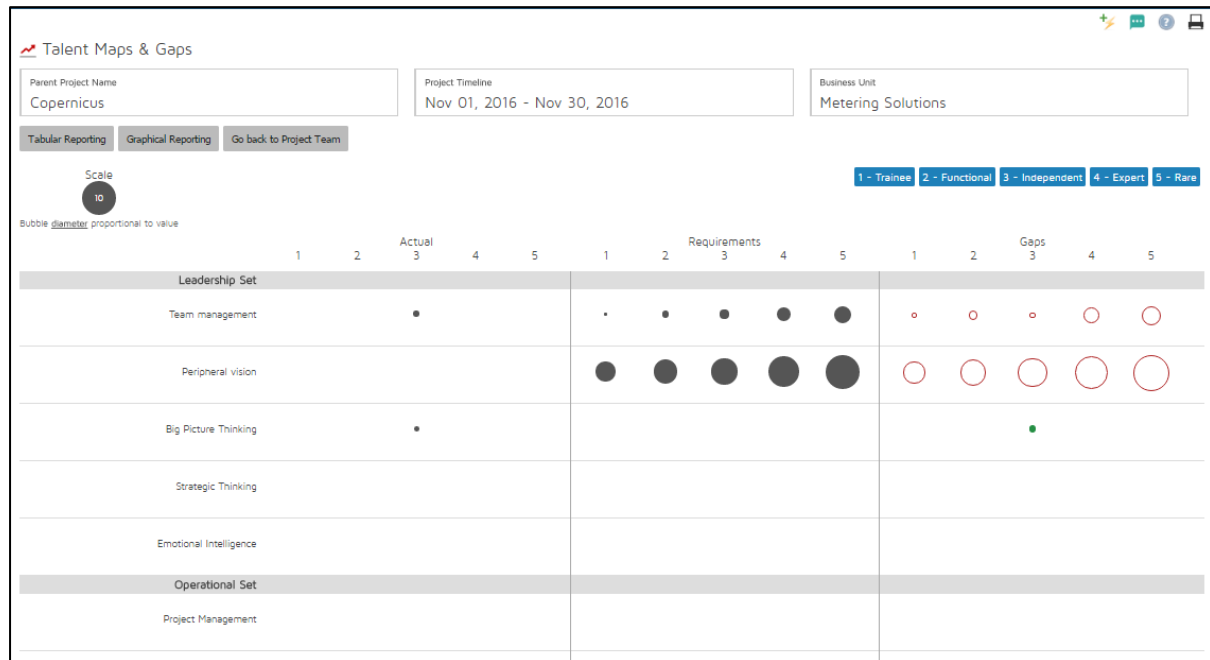 Talent Maps & Gaps
Parent Project Name
Copernicus
Project Timeline
Nov 01, 2016 - Nov 30, 2016
Business Unit
Metering Solutions
Tabular Reporting Graphical Reporting Go back to Project Team
Scale
10
1 - Trainee 2 - Functional 3 - Independent 4 - Expert 5 - Rare
Bubble diameter proportional to value
Actual Requirements Gaps
1 2 3 4 5 1 2 3 4 5 1 2 3 4 5
Leadership Set
Team management
Peripheral vision
Big Picture Thinking
Strategic Thinking
Emotional Intelligence
Operational Set
Project Management